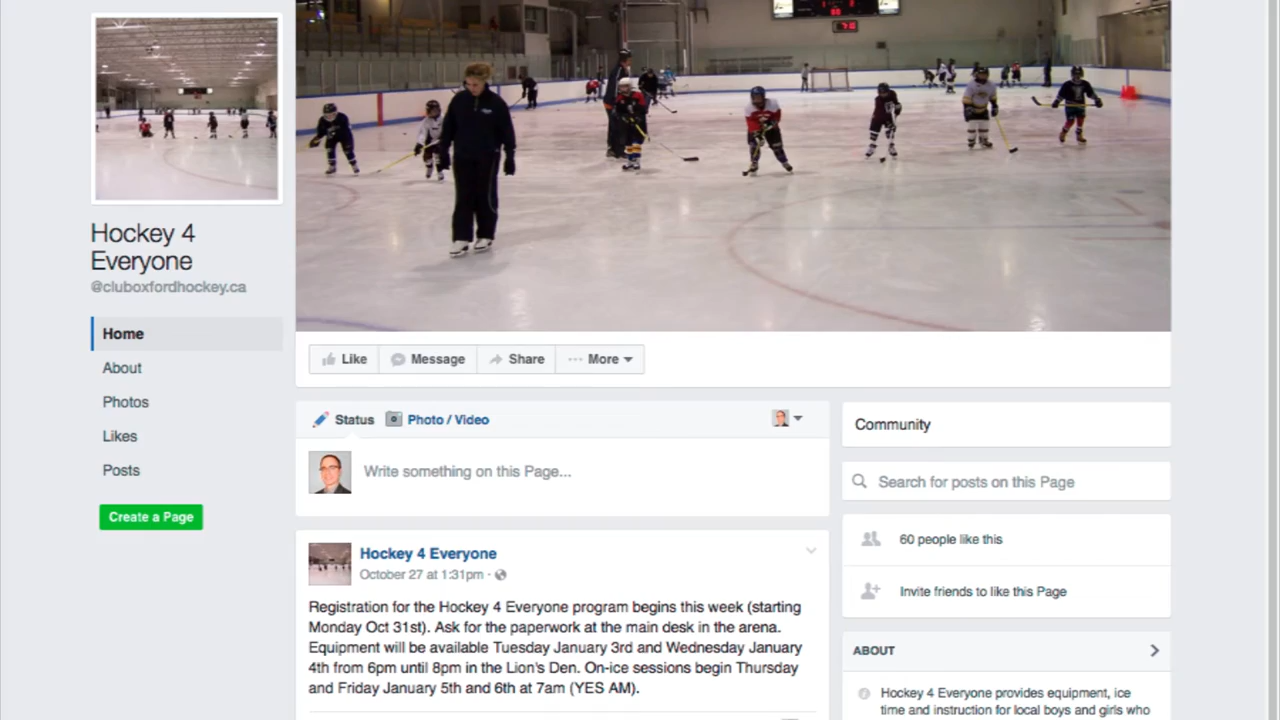 Hockey 4
Everyone
@cluboxfordhockey.ca
Home
About
Photos
Likes
Posts
Create a Page
Like
Message
Share
More
Status
Photo / Video
Write something on this Page...
Hockey 4 Everyone
October 27 at 1:31pm ·
Registration for the Hockey 4 Everyone program begins this week (starting
Monday Oct 31st). Ask for the paperwork at the main desk in the arena.
Equipment will be available Tuesday January 3rd and Wednesday January
4th from 6pm until 8pm in the Lion's Den. On-ice sessions begin Thursday
and Friday January 5th and 6th at 7am (YES AM).
Community
Search for posts on this Page
60 people like this
Invite friends to like this Page
ABOUT
Hockey 4 Everyone provides equipment, ice
time and instruction for local boys and girls who